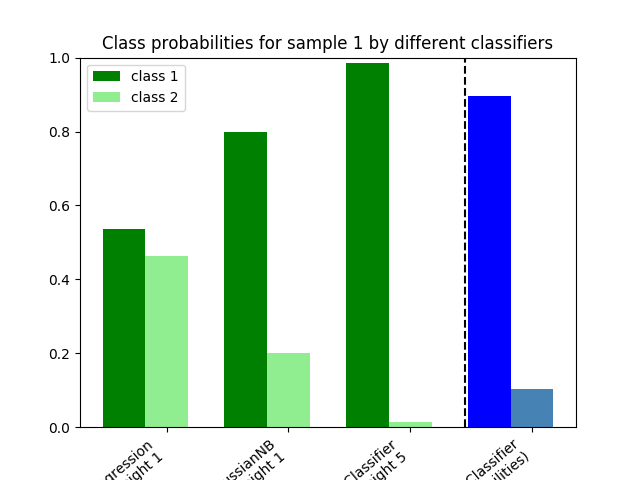 Class probabilities for sample 1 by different classifiers
class 1
class 2
1.0
0.8
0.6
0.4
0.2
0.0
gression
ight 1
ussianNB
ight 1
Classifier
ight 5
Classifier
ilities)